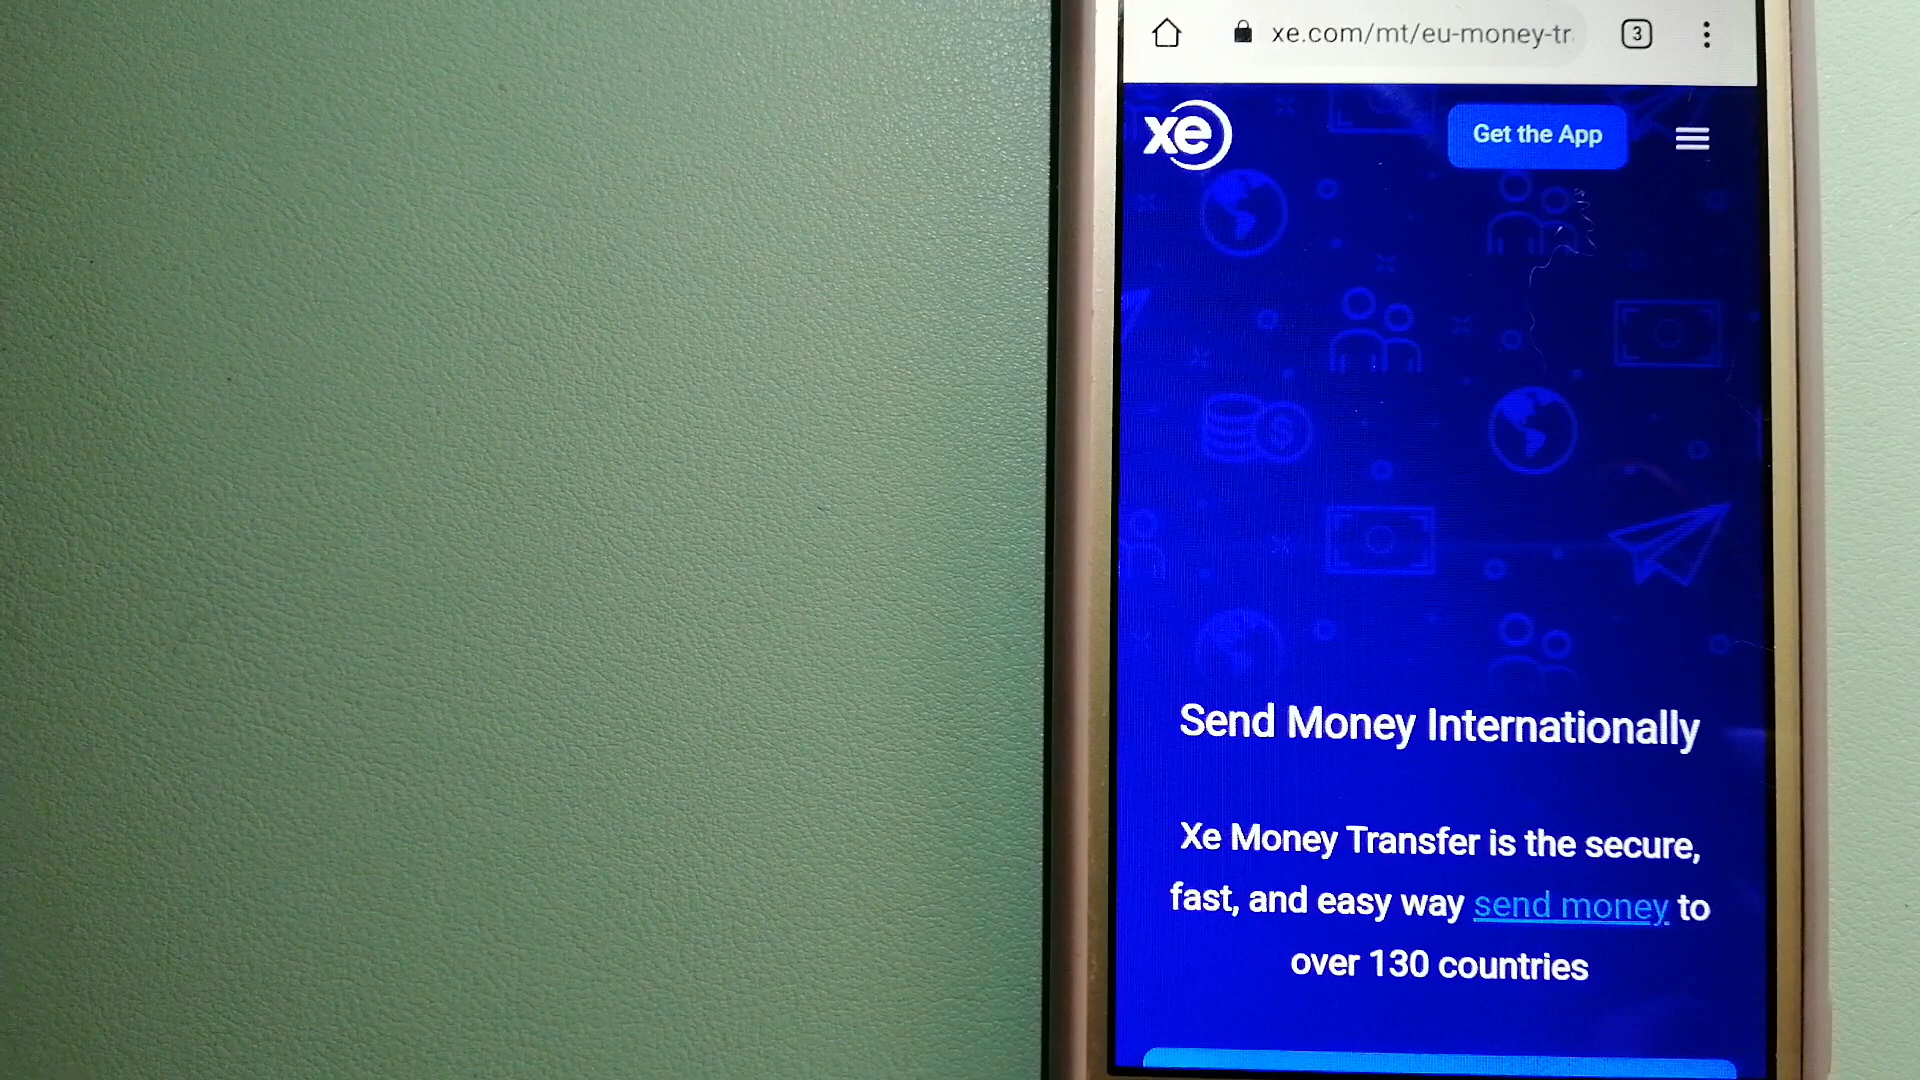 xe.com/mt/eu-money-tr
3
xe
Get the App
Send Money Internationally
Xe Money Transfer is the secure,
fast, and easy way send money to
over 130 countries